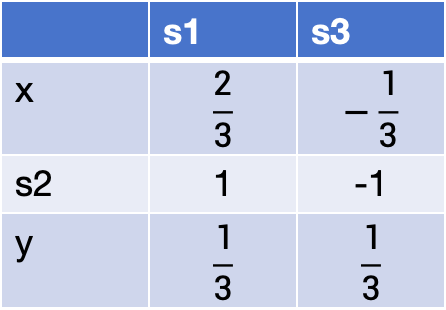 s1 s3
x 2/3 −1/3
s2 1 -1
y 1/3 1/3